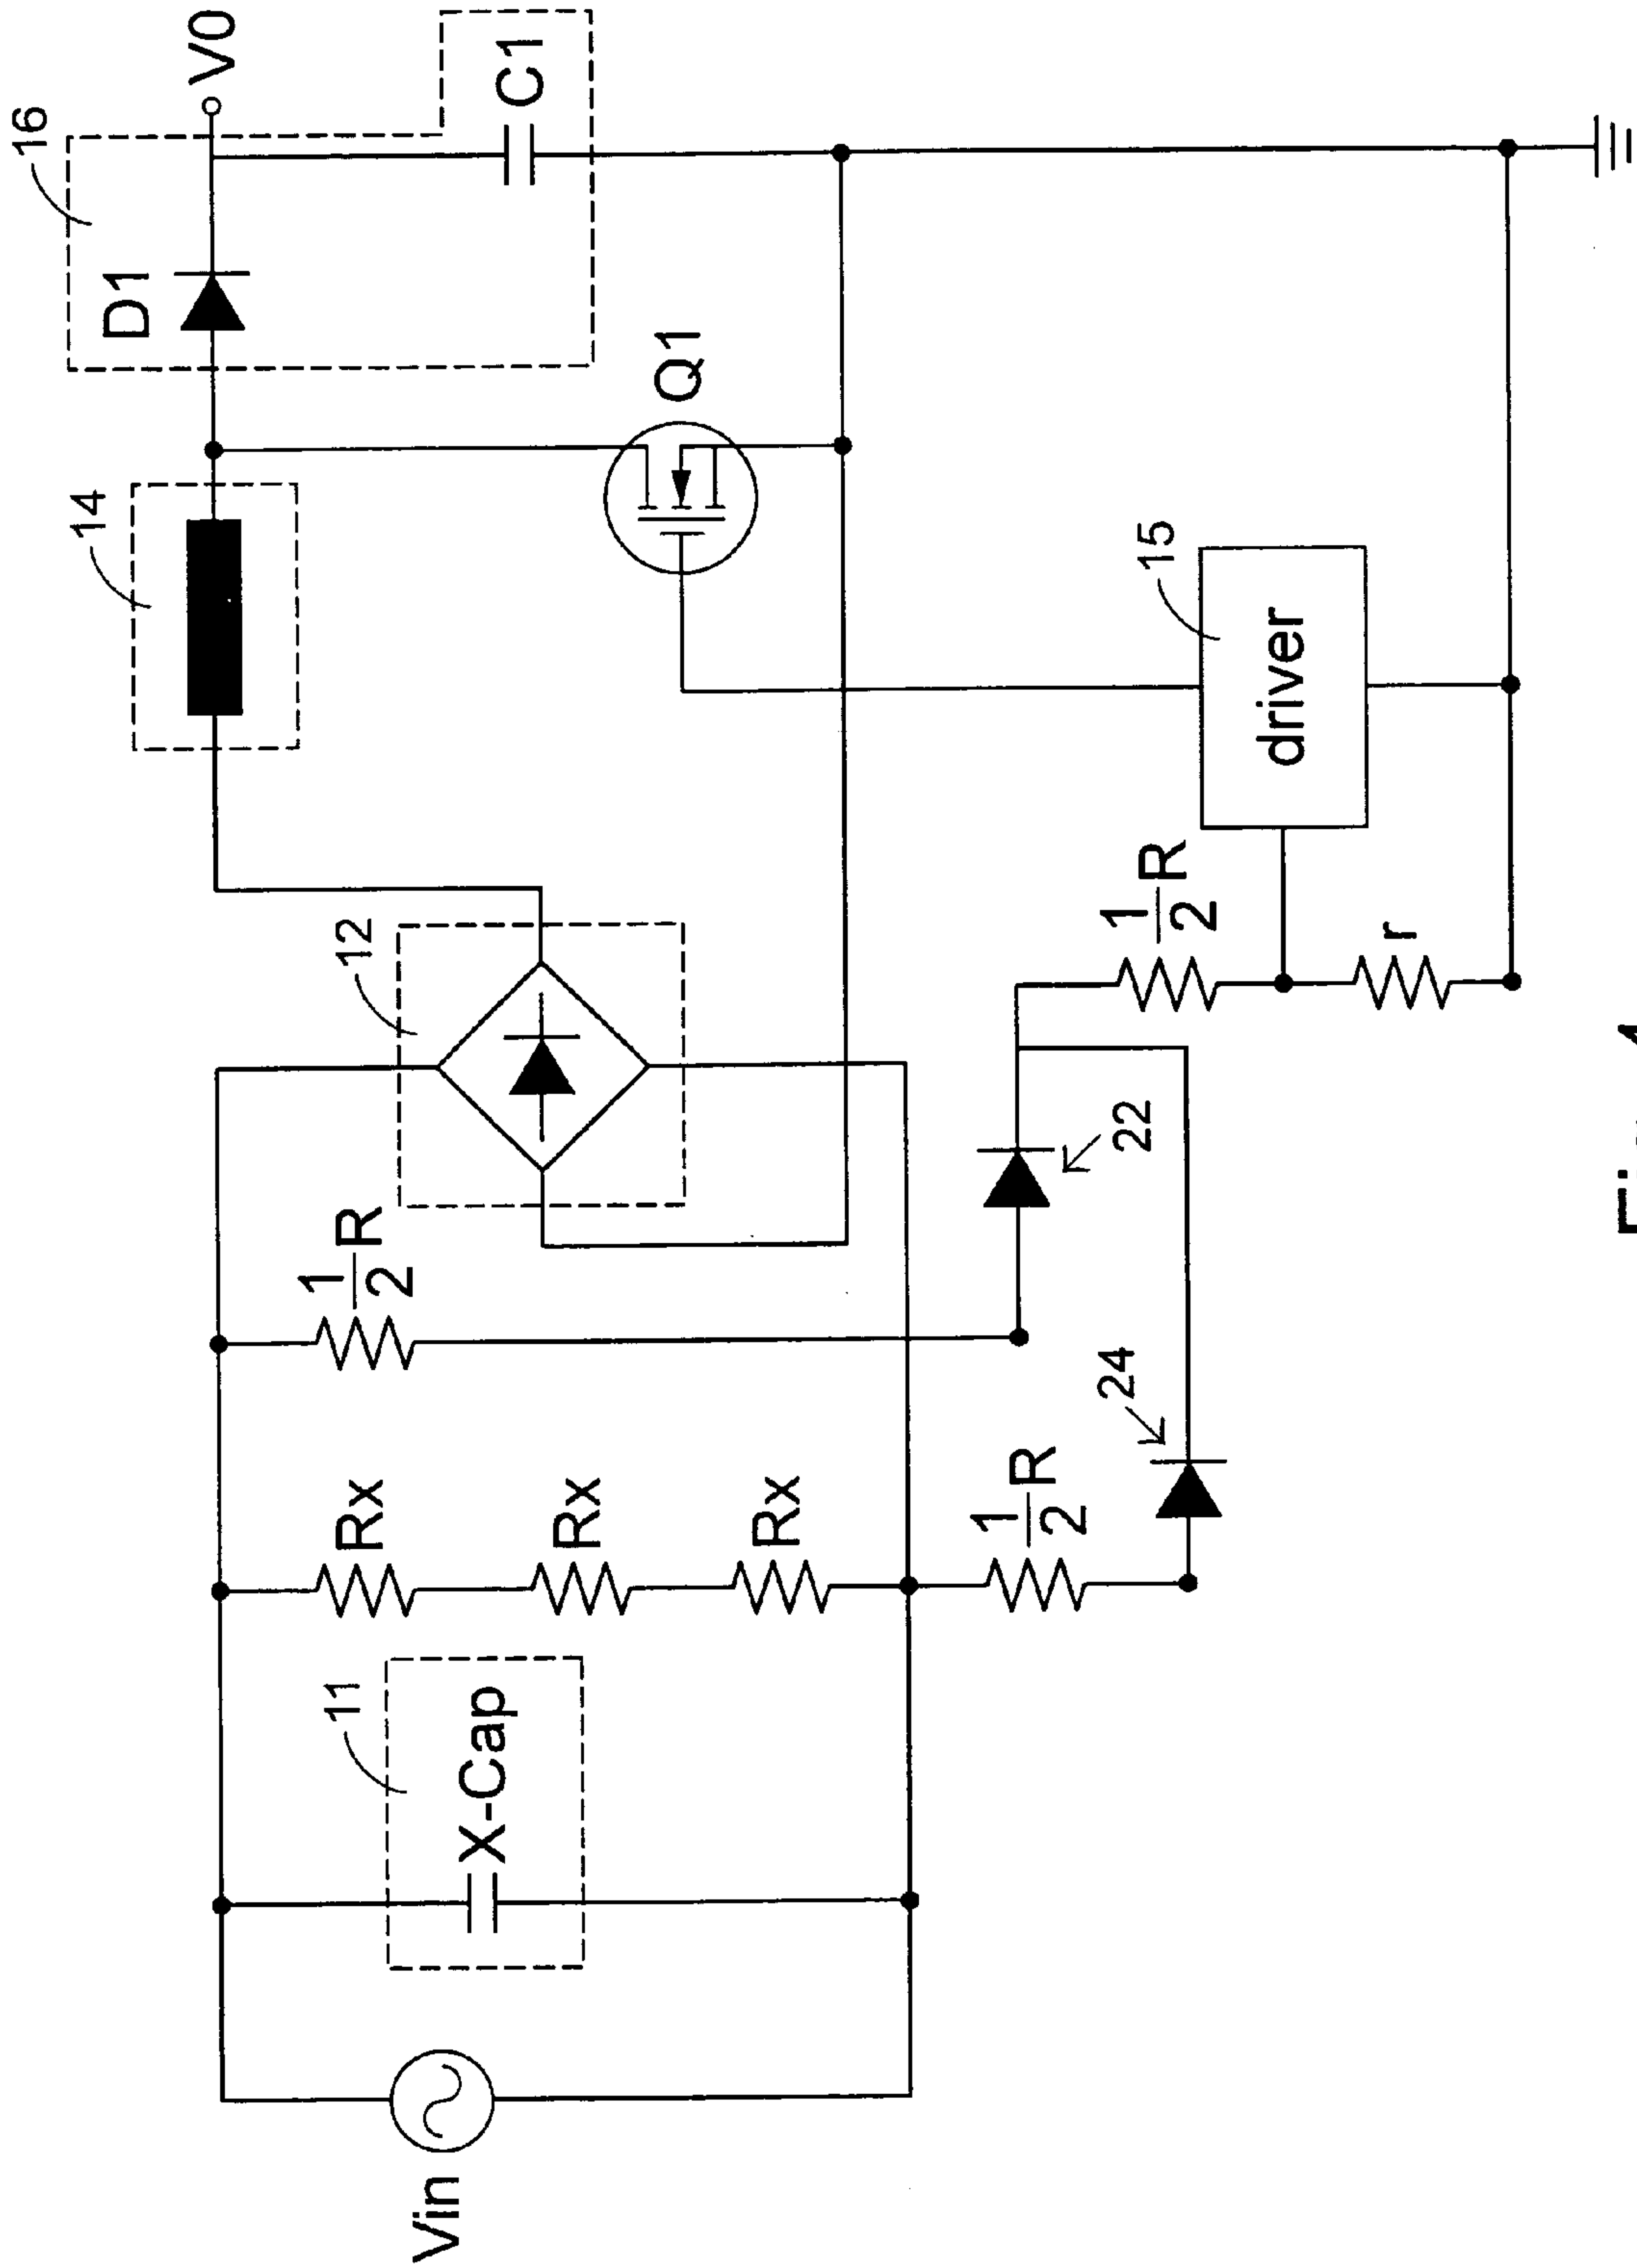 16
V0
D1
C1
14
Q1
12
15
driver
1/2 R
r
1/2 R
22
Rx
Rx
Rx
24
1/2 R
11
X-Cap
Vin